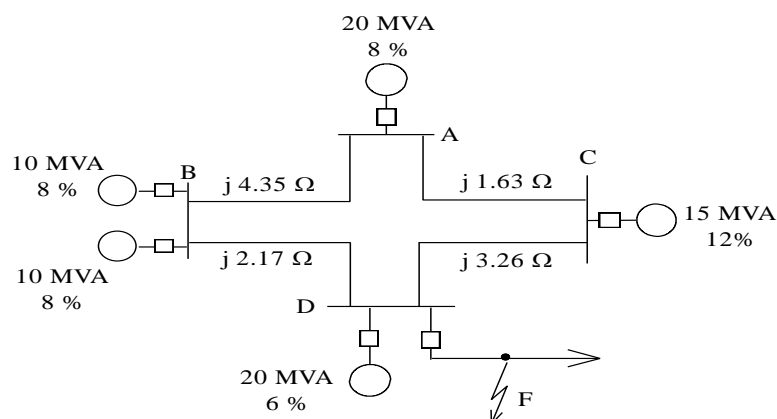 20 MVA
8 %
A
C
B
10 MVA
8 %
j 4.35 Ω
j 1.63 Ω
15 MVA
12%
10 MVA
8 %
j 2.17 Ω
j 3.26 Ω
D
20 MVA
6 %
F